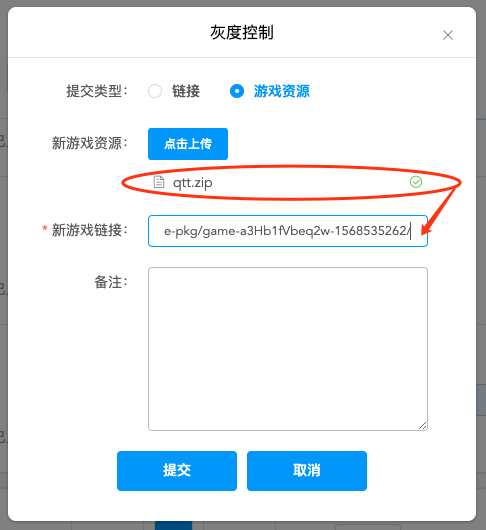 灰度控制
提交类型： 链接 游戏资源
新游戏资源： 点击上传
qtt.zip
* 新游戏链接： e-pkg/game-a3Hb1fVbeq2w-1568535262/
备注：
提交 取消